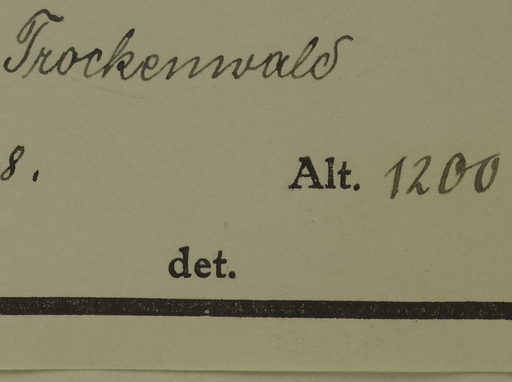 Trockenwald
8. Alt. 1200
det.